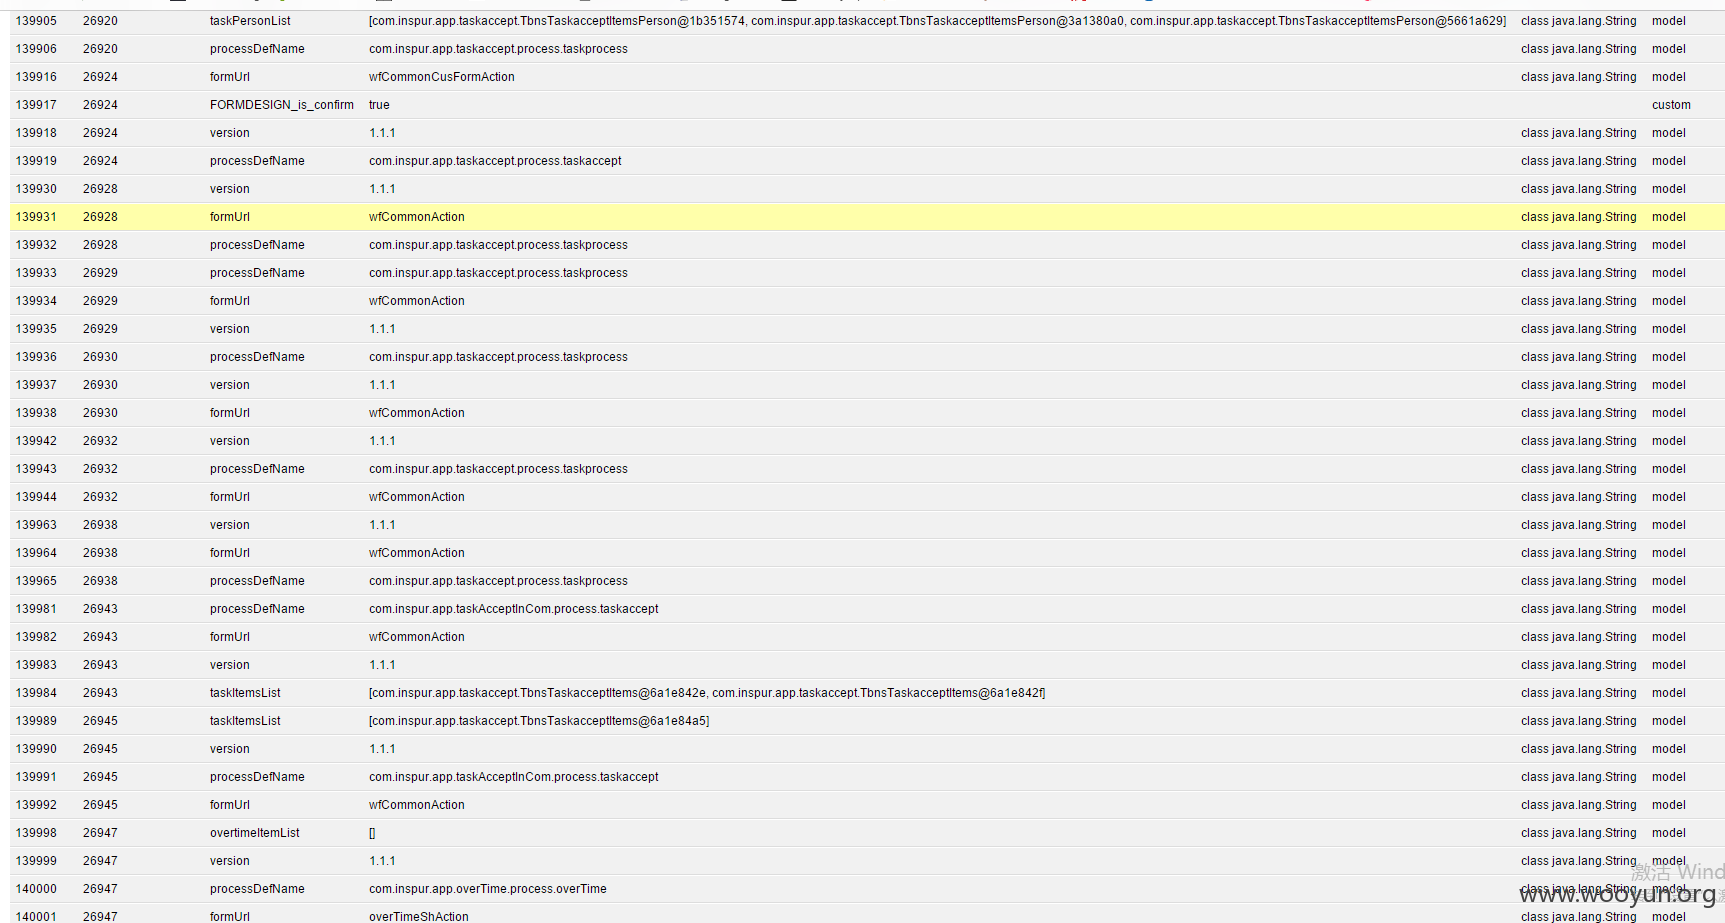 139905 26920 taskPersonList [com.inspur.app.taskaccept.TbnsTaskacceptItemsPerson@1b351574, com.inspur.app.taskaccept.TbnsTaskacceptItemsPerson@3a1380a0, com.inspur.app.taskaccept.TbnsTaskacceptItemsPerson@5661a629] class java.lang.String model
139906 26920 processDefName com.inspur.app.taskaccept.process.taskprocess class java.lang.String model
139916 26924 formUrl wfCommonCusFormAction class java.lang.String model
139917 26924 FORMDESIGN_is_confirm true custom
139918 26924 version 1.1.1 class java.lang.String model
139919 26924 processDefName com.inspur.app.taskaccept.process.taskaccept class java.lang.String model
139930 26928 version 1.1.1 class java.lang.String model
139931 26928 formUrl wfCommonAction class java.lang.String model
139932 26928 processDefName com.inspur.app.taskaccept.process.taskprocess class java.lang.String model
139933 26929 processDefName com.inspur.app.taskaccept.process.taskprocess class java.lang.String model
139934 26929 formUrl wfCommonAction class java.lang.String model
139935 26929 version 1.1.1 class java.lang.String model
139936 26930 processDefName com.inspur.app.taskaccept.process.taskprocess class java.lang.String model
139937 26930 version 1.1.1 class java.lang.String model
139938 26930 formUrl wfCommonAction class java.lang.String model
139942 26932 version 1.1.1 class java.lang.String model
139943 26932 processDefName com.inspur.app.taskaccept.process.taskprocess class java.lang.String model
139944 26932 formUrl wfCommonAction class java.lang.String model
139963 26938 version 1.1.1 class java.lang.String model
139964 26938 formUrl wfCommonAction class java.lang.String model
139965 26938 processDefName com.inspur.app.taskaccept.process.taskprocess class java.lang.String model
139981 26943 processDefName com.inspur.app.taskAcceptInCom.process.taskaccept class java.lang.String model
139982 26943 formUrl wfCommonAction class java.lang.String model
139983 26943 version 1.1.1 class java.lang.String model
139984 26943 taskItemsList [com.inspur.app.taskaccept.TbnsTaskacceptItems@6a1e842e, com.inspur.app.taskaccept.TbnsTaskacceptItems@6a1e842f] class java.lang.String model
139989 26945 taskItemsList [com.inspur.app.taskaccept.TbnsTaskacceptItems@6a1e84a5] class java.lang.String model
139990 26945 version 1.1.1 class java.lang.String model
139991 26945 processDefName com.inspur.app.taskAcceptInCom.process.taskaccept class java.lang.String model
139992 26945 formUrl wfCommonAction class java.lang.String model
139998 26947 overtimeItemList [] class java.lang.String model
139999 26947 version 1.1.1 class java.lang.String model
激活 Wind
140000 26947 processDefName com.inspur.app.overTime.process.overTime class java.lang.String model
www.wooyun.org
140001 26947 formUrl overTimeShAction class java.lang.String model